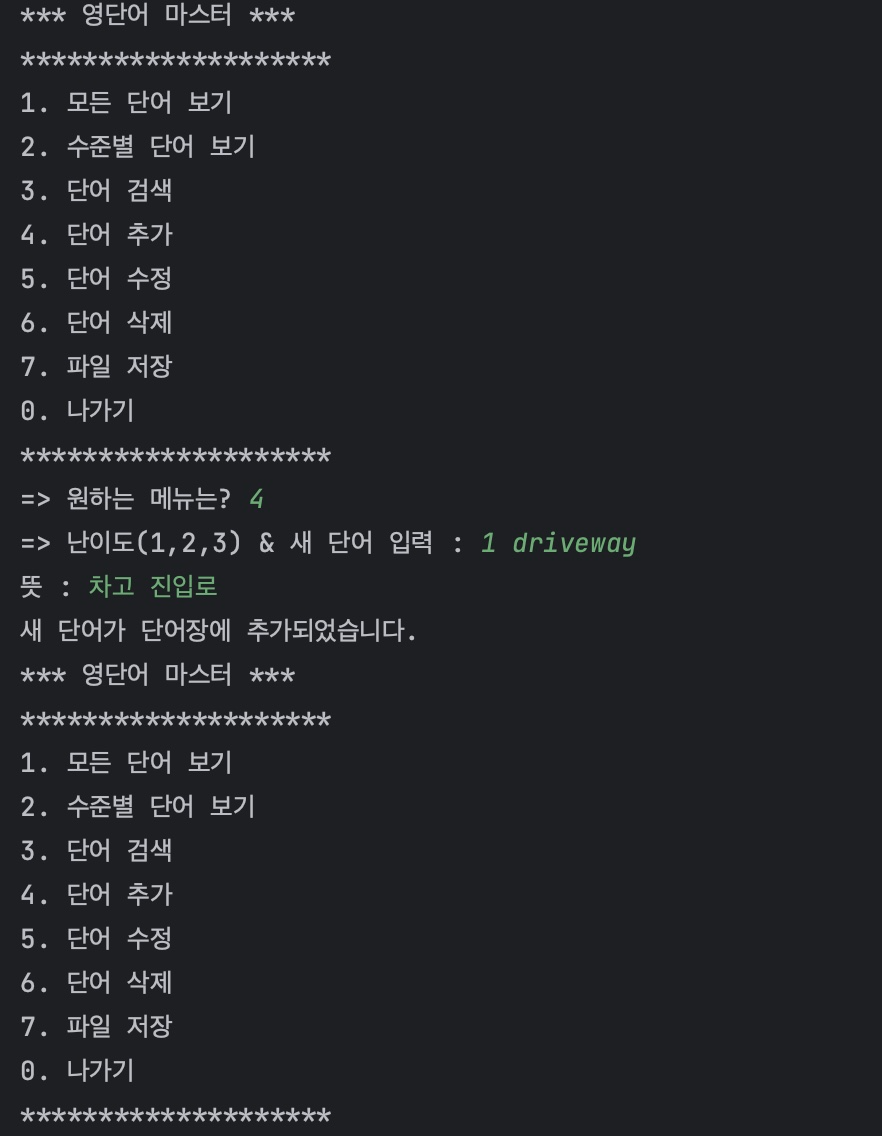 *** 영단어 마스터 ***
********************
1. 모든 단어 보기
2. 수준별 단어 보기
3. 단어 검색
4. 단어 추가
5. 단어 수정
6. 단어 삭제
7. 파일 저장
0. 나가기
********************
=> 원하는 메뉴는? 4
=> 난이도(1,2,3) & 새 단어 입력 : 1 driveway
뜻 : 차고 진입로
새 단어가 단어장에 추가되었습니다.
*** 영단어 마스터 ***
********************
1. 모든 단어 보기
2. 수준별 단어 보기
3. 단어 검색
4. 단어 추가
5. 단어 수정
6. 단어 삭제
7. 파일 저장
0. 나가기
********************